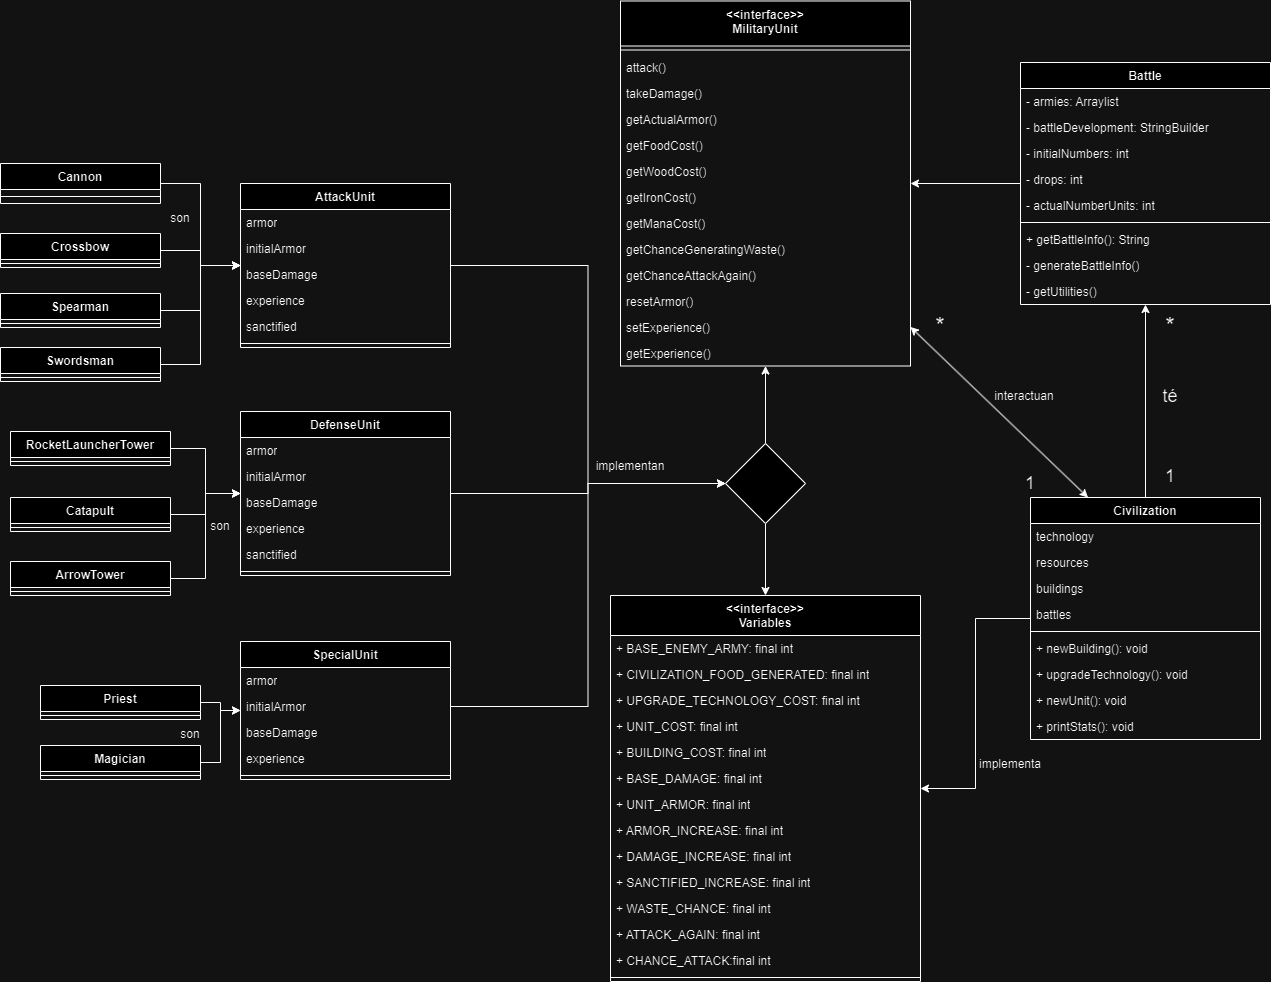 <<interface>>
MilitaryUnit
attack()
takeDamage()
getActualArmor()
getFoodCost()
getWoodCost()
getIronCost()
getManaCost()
getChanceGeneratingWaste()
getChanceAttackAgain()
resetArmor()
setExperience()
getExperience()
Battle
- armies: Arraylist
- battleDevelopment: StringBuilder
- initialNumbers: int
- drops: int
- actualNumberUnits: int
+ getBattleInfo(): String
- generateBattleInfo()
- getUtilities()
Cannon
son
Crossbow
Spearman
Swordsman
AttackUnit
armor
initialArmor
baseDamage
experience
sanctified
RocketLauncherTower
Catapult
son
ArrowTower
DefenseUnit
armor
initialArmor
baseDamage
experience
sanctified
Priest
son
Magician
SpecialUnit
armor
initialArmor
baseDamage
experience
implementan
*
interactuan
1
*
té
1
Civilization
technology
resources
buildings
battles
+ newBuilding(): void
+ upgradeTechnology(): void
+ newUnit(): void
+ printStats(): void
implementa
<<interface>>
Variables
+ BASE_ENEMY_ARMY: final int
+ CIVILIZATION_FOOD_GENERATED: final int
+ UPGRADE_TECHNOLOGY_COST: final int
+ UNIT_COST: final int
+ BUILDING_COST: final int
+ BASE_DAMAGE: final int
+ UNIT_ARMOR: final int
+ ARMOR_INCREASE: final int
+ DAMAGE_INCREASE: final int
+ SANCTIFIED_INCREASE: final int
+ WASTE_CHANCE: final int
+ ATTACK_AGAIN: final int
+ CHANCE_ATTACK:final int